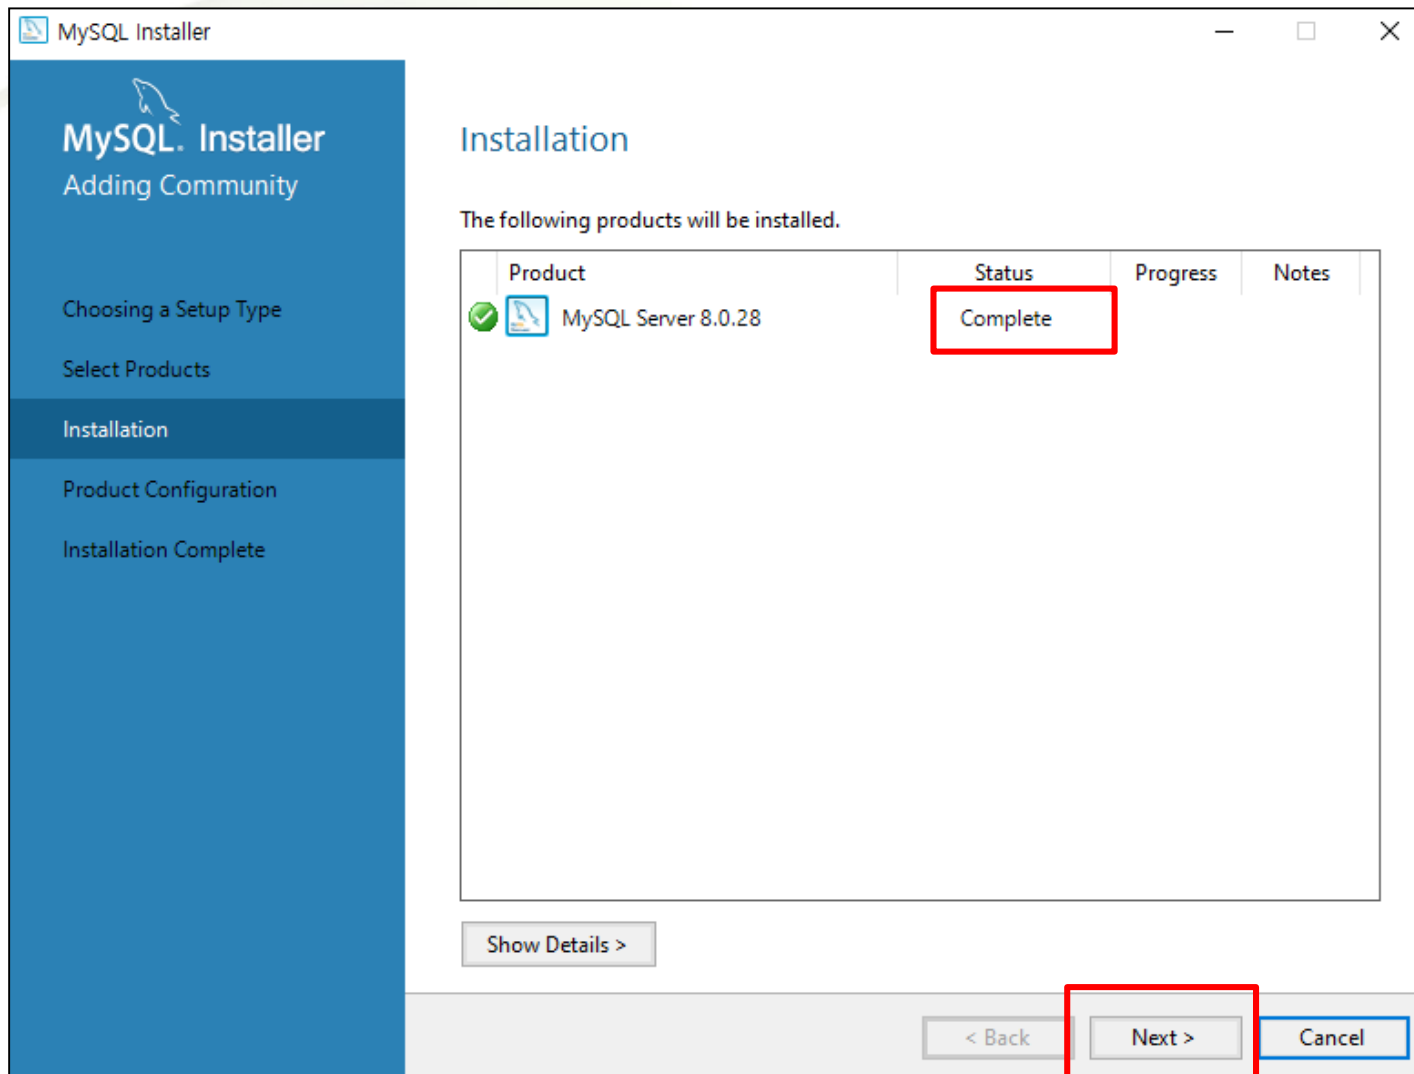 MySQL Installer
MySQL. Installer
Adding Community
Choosing a Setup Type
Select Products
Installation
Product Configuration
Installation Complete
Installation
The following products will be installed.
Product Status Progress Notes
MySQL Server 8.0.28 Complete
Show Details >
< Back Next > Cancel